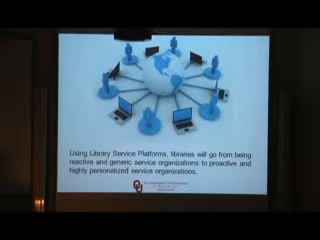 Using Library Service Platforms, libraries will go from being
reactive and generic service organizations to proactive and
highly personalized service organizations.